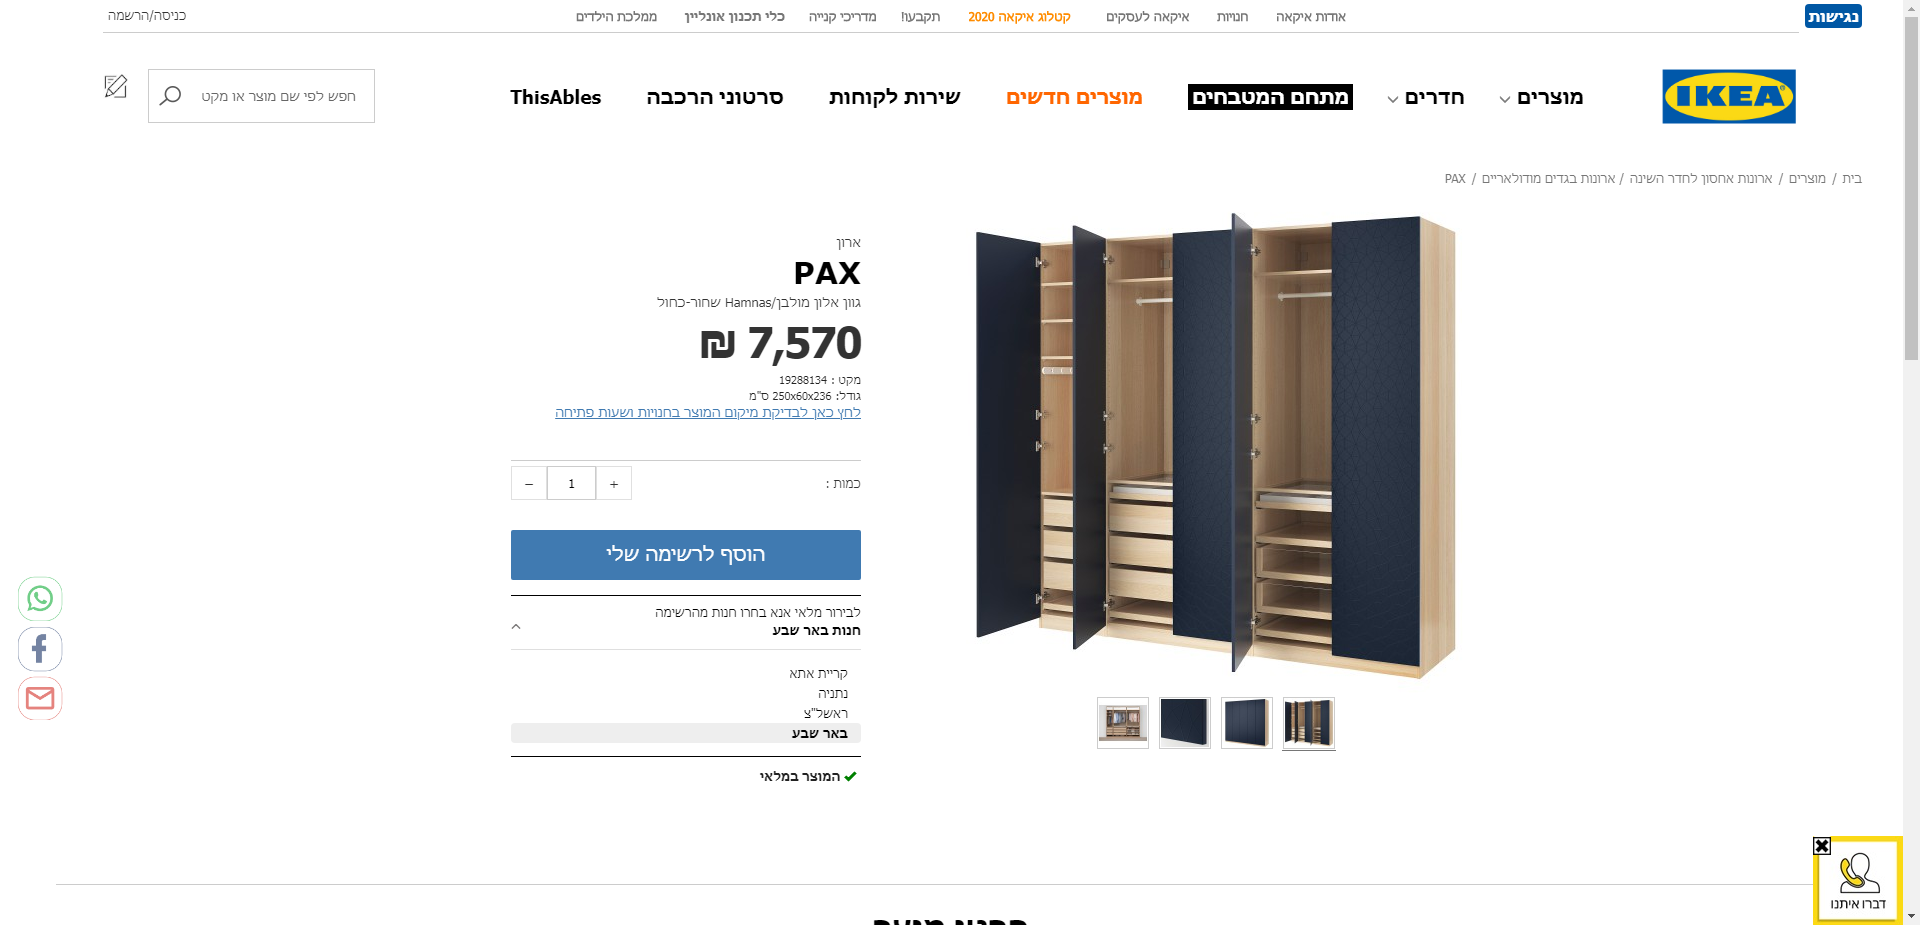 נגישות
אודות איקאה
חנויות
איקאה לעסקים
קטלוג איקאה 2020
תקבעו!
מדריכי קנייה
כלי תכנון אונליין
ממלכת הילדים
כניסה/הרשמה
IKEA
מוצרים
חדרים
מתחם המטבחים
מוצרים חדשים
שירות לקוחות
סרטוני הרכבה
ThisAbles
חפש לפי שם מוצר או מקט
בית / מוצרים / ארונות אחסון לחדר השינה / ארונות בגדים מודולאריים / PAX
ארון
PAX
גוון אלון מולבן/Hamnas שחור-כחול
7,570 ₪
מקט : 19288134
גודל: 250x60x236 ס"מ
לחץ כאן לבדיקת מיקום המוצר בחנויות ושעות פתיחה
כמות :
+ 1 −
הוסף לרשימה שלי
לבירור מלאי אנא בחרו חנות מהרשימה
חנות באר שבע
קריית אתא
נתניה
ראשל"צ
באר שבע
המוצר במלאי
דברו איתנו